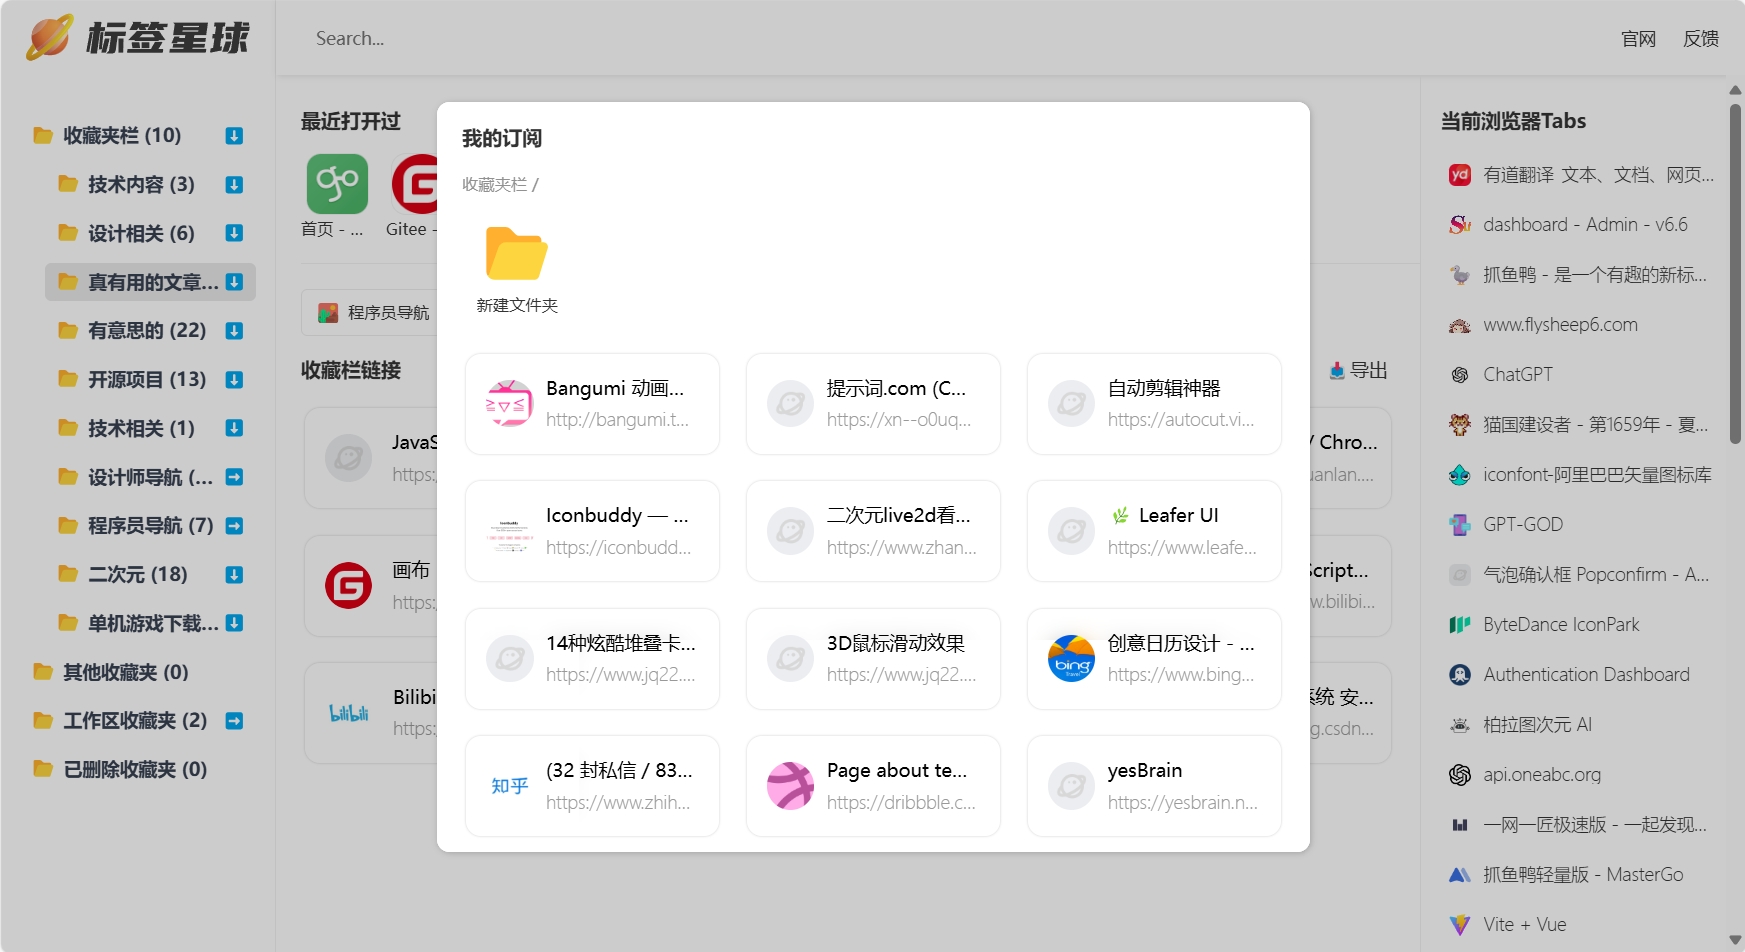 标签星球
Search...
官网
反馈
收藏夹栏 (10)
技术内容 (3)
设计相关 (6)
真有用的文章...
有意思的 (22)
开源项目 (13)
技术相关 (1)
设计师导航 (...
程序员导航 (7)
二次元 (18)
单机游戏下载...
其他收藏夹 (0)
工作区收藏夹 (2)
已删除收藏夹 (0)
最近打开过
首页 - ...
Gitee -
程序员导航
收藏栏链接
导出
JavaS
https:
/ Chro...
uanlan....
画布
https:
Script...
w.bilibi...
bilibili
Bilibi
https:
系统 安...
g.csdn...
我的订阅
收藏夹栏 /
新建文件夹
Bangumi 动画...
http://bangumi.t...
提示词.com (C...
https://xn--o0uq...
自动剪辑神器
https://autocut.vi...
Iconbuddy — ...
https://iconbudd...
二次元live2d看...
https://www.zhan...
Leafer UI
https://www.leafe...
14种炫酷堆叠卡...
https://www.jq22....
3D鼠标滑动效果
https://www.jq22....
bing
Travel
创意日历设计 - ...
https://www.bing...
知乎
(32 封私信 / 83...
https://www.zhih...
Page about te...
https://dribbble.c...
yesBrain
https://yesbrain.n...
当前浏览器Tabs
有道翻译_文本、文档、网页...
dashboard - Admin - v6.6
抓鱼鸭 - 是一个有趣的新标...
www.flysheep6.com
ChatGPT
猫国建设者 - 第1659年 - 夏...
iconfont-阿里巴巴矢量图标库
GPT-GOD
气泡确认框 Popconfirm - A...
ByteDance IconPark
Authentication Dashboard
柏拉图次元 AI
api.oneabc.org
一网一匠极速版 - 一起发现...
抓鱼鸭轻量版 - MasterGo
Vite + Vue